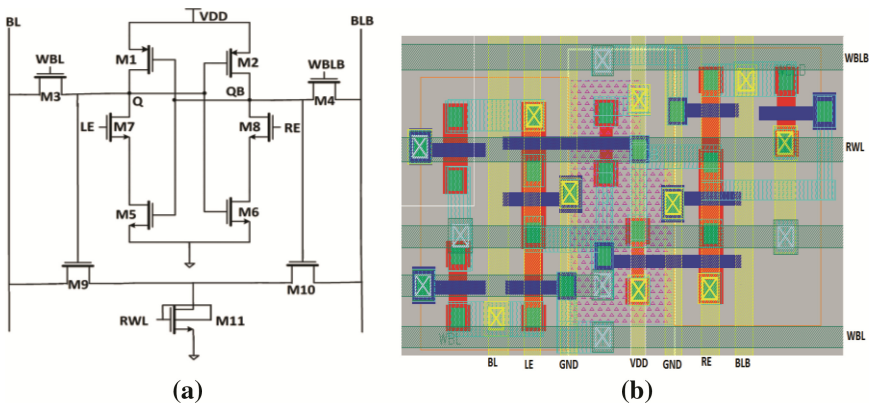 BL
VDD
BLB
WBL
M1
M2
WBLB
M3
Q
QB
M4
LE
M7
M8
RE
M5
M6
M9
M10
RWL
M11
(a)
WBLB
RWL
WBL
WBL
BL
LE
GND
VDD
GND
RE
BLB
(b)